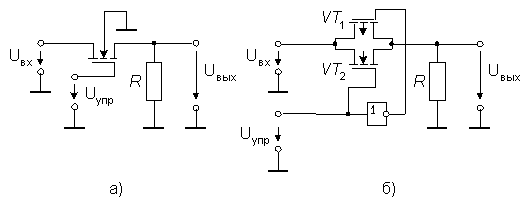 Uвх
Uупр
R
Uвых
а)
VT1
Uвх
VT2
1
R
Uвых
Uупр
б)